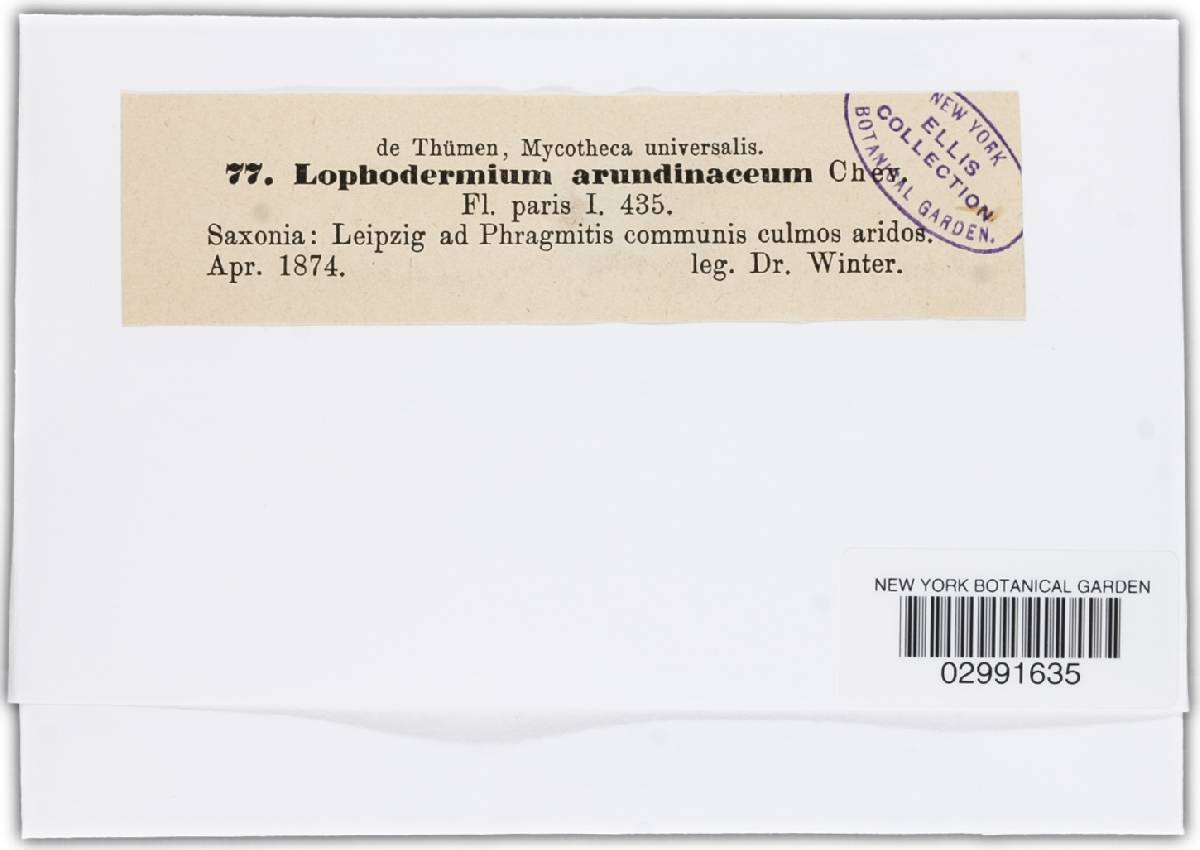 de Thümen, Mycotheca universalis.
77. Lophodermium arundinaceum Chev.
Fl. paris I. 435.
Saxonia: Leipzig ad Phragmitis communis culmos aridos.
Apr. 1874. leg. Dr. Winter.
NEW YORK
ELLIS
COLLECTION
BOTANICAL GARDEN.
NEW YORK BOTANICAL GARDEN
02991635